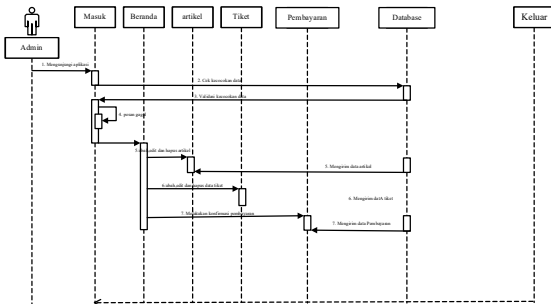 Masuk Beranda artikel Tiket Pembayaran Database Keluar
Admin
1. Mengunjungi aplikasi
2. Cek kecocokan data
3. Validasi kecocokan data
4. pesan gagal
5.ubah,edit dan hapus artikel
5. Mengirim data artikel
6.ubah,edit dan hapus data tiket
6. Mengirim datA tiket
7. Melakukan konfirmasi pembayaran
7. Mengirim data Pembayaran